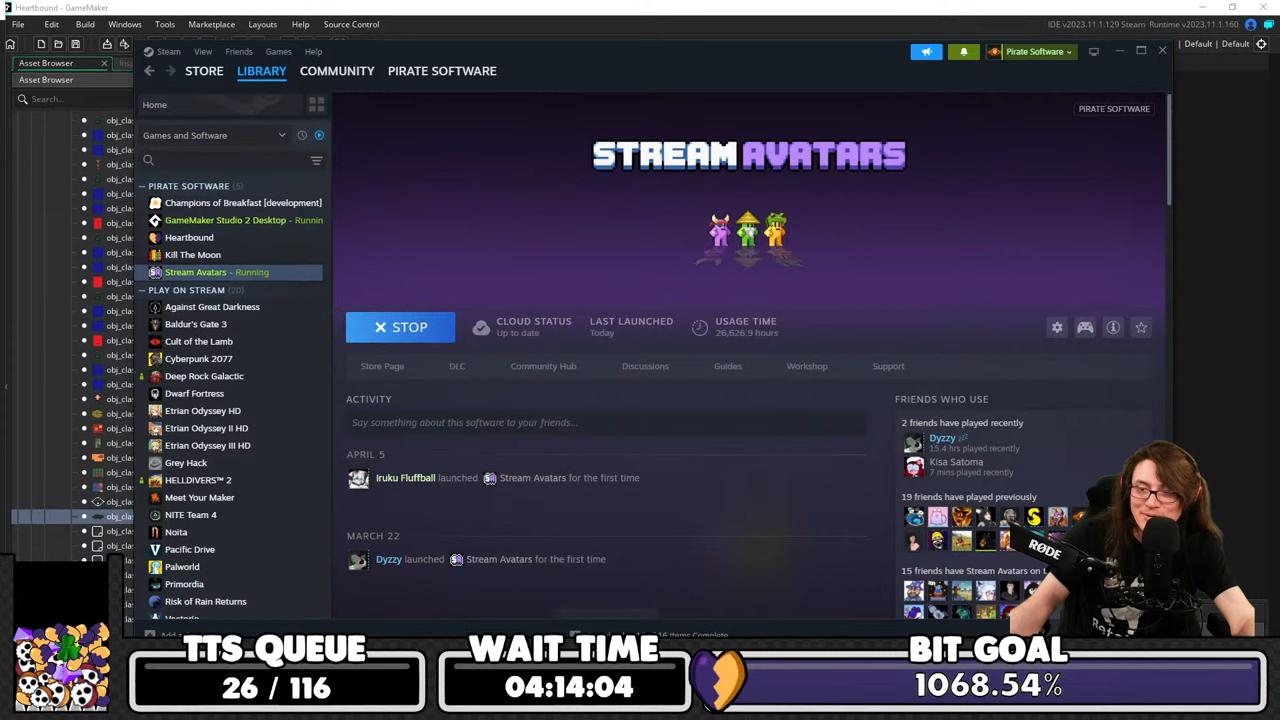 Heartbound - GameMaker
File Edit Build Windows Tools Marketplace Layouts Help Source Control
IDE v2023.11.1.129 Steam Runtime v2023.11.1.160
Default | Default
Asset Browser
Asset Browser
Search...
Steam View Friends Games Help
Pirate Software
STORE LIBRARY COMMUNITY PIRATE SOFTWARE
Home
Games and Software
PIRATE SOFTWARE (5)
Champions of Breakfast [development]
GameMaker Studio 2 Desktop - Runnin
Heartbound
Kill The Moon
Stream Avatars - Running
PLAY ON STREAM (20)
Against Great Darkness
Baldur's Gate 3
Cult of the Lamb
Cyberpunk 2077
Deep Rock Galactic
Dwarf Fortress
Etrian Odyssey HD
Etrian Odyssey II HD
Etrian Odyssey III HD
Grey Hack
HELLDIVERS™ 2
Meet Your Maker
NITE Team 4
Noita
Pacific Drive
Palworld
Primordia
Risk of Rain Returns
PIRATE SOFTWARE
STREAM AVATARS
STOP
CLOUD STATUS
Up to date
LAST LAUNCHED
Today
USAGE TIME
26,626.9 hours
Store Page DLC Community Hub Discussions Guides Workshop Support
ACTIVITY
Say something about this software to your friends...
APRIL 5
Iruku Fluffball launched Stream Avatars for the first time
MARCH 22
Dyzzy launched Stream Avatars for the first time
FRIENDS WHO USE
2 friends have played recently
Dyzzy
15.4 hrs played recently
Kisa Satoma
7 mins played recently
19 friends have played previously
15 friends have Stream Avatars on t
RØDE
TTS QUEUE
26 / 116
WAIT TIME
04:14:04
BIT GOAL
1068.54%